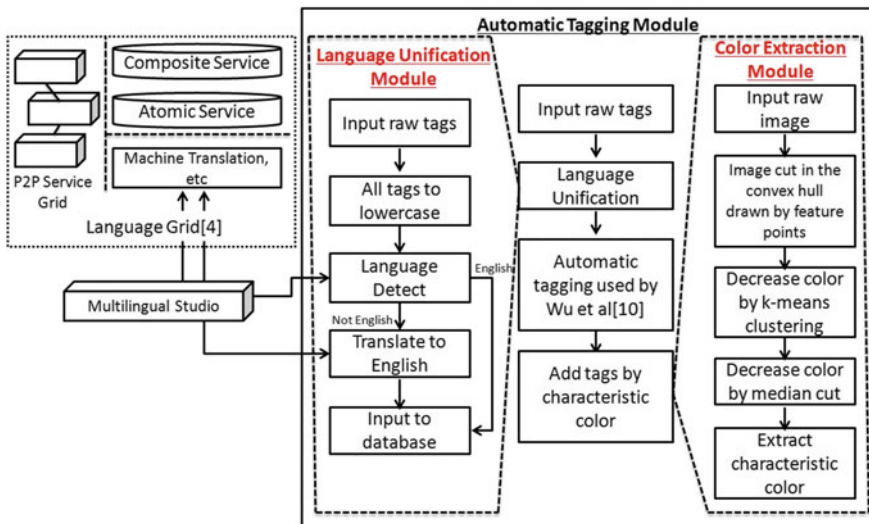 Automatic Tagging Module
Composite Service
Atomic Service
Machine Translation,
etc
P2P Service
Grid
Language Grid[4]
Multilingual Studio
Language Unification
Module
Input raw tags
All tags to
lowercase
Language
Detect
English
Not English
Translate to
English
Input to
database
Input raw tags
Language
Unification
Automatic
tagging used by
Wu et al[10]
Add tags by
characteristic
color
Color Extraction
Module
Input raw
image
Image cut in the
convex hull
drawn by feature
points
Decrease color
by k-means
clustering
Decrease color
by median cut
Extract
characteristic
color